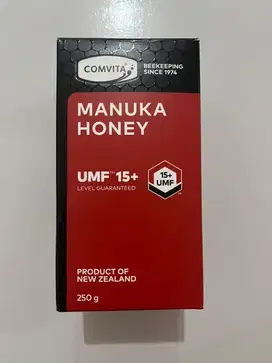 COMVITA
BEEKEEPING
SINCE 1974
MANUKA
HONEY
UMF™ 15+
LEVEL GUARANTEED
15+
UMF
PRODUCT OF
NEW ZEALAND
250 g